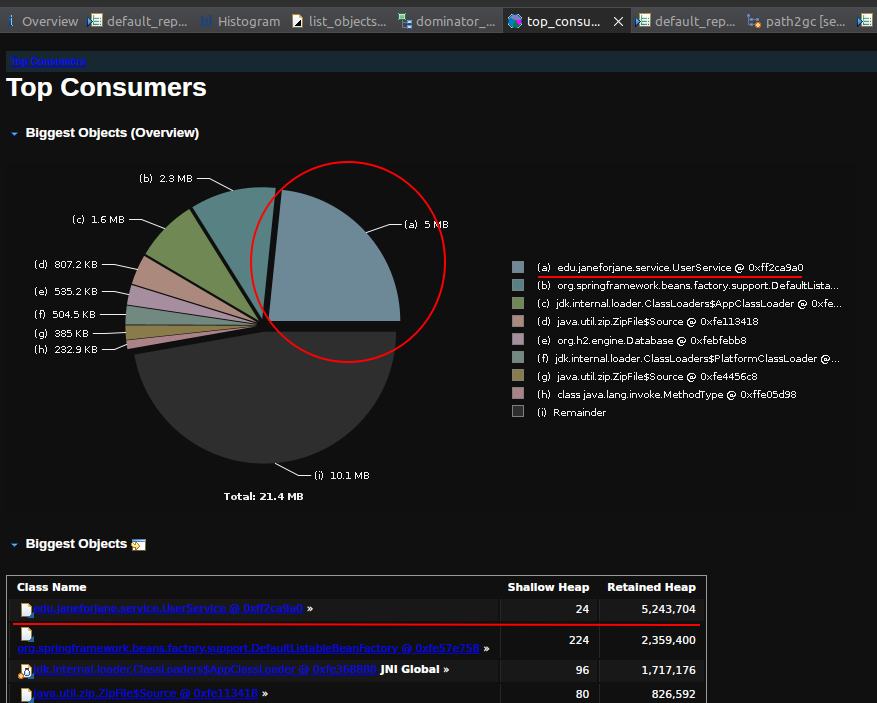 Overview default_rep... Histogram list_objects... dominator_... top_consu... default_rep... path2gc [se...
Top Consumers
Top Consumers
Biggest Objects (Overview)
(b) 2.3 MB
(c) 1.6 MB
(a) 5 MB
(d) 807.2 KB
(e) 535.2 KB
(f) 504.5 KB
(g) 385 KB
(h) 232.9 KB
(i) 10.1 MB
Total: 21.4 MB
(a) edu.janeforjane.service.UserService @ 0xff2ca9a0
(b) org.springframework.beans.factory.support.DefaultLista...
(c) jdk.internal.loader.ClassLoaders$AppClassLoader @ 0xfe...
(d) java.util.zip.ZipFile$Source @ 0xfe113418
(e) org.h2.engine.Database @ 0xfebfebb8
(f) jdk.internal.loader.ClassLoaders$PlatformClassLoader @...
(g) java.util.zip.ZipFile$Source @ 0xfe4456c8
(h) class java.lang.invoke.MethodType @ 0xffe05d98
(i) Remainder
Biggest Objects
Class Name Shallow Heap Retained Heap
edu.janeforjane.service.UserService @ 0xff2ca9a0 » 24 5,243,704
org.springframework.beans.factory.support.DefaultListableBeanFactory @ 0xfe57e758 » 224 2,359,400
jdk.internal.loader.ClassLoaders$AppClassLoader @ 0xfe368888 JNI Global » 96 1,717,176
java.util.zip.ZipFile$Source @ 0xfe113418 » 80 826,592